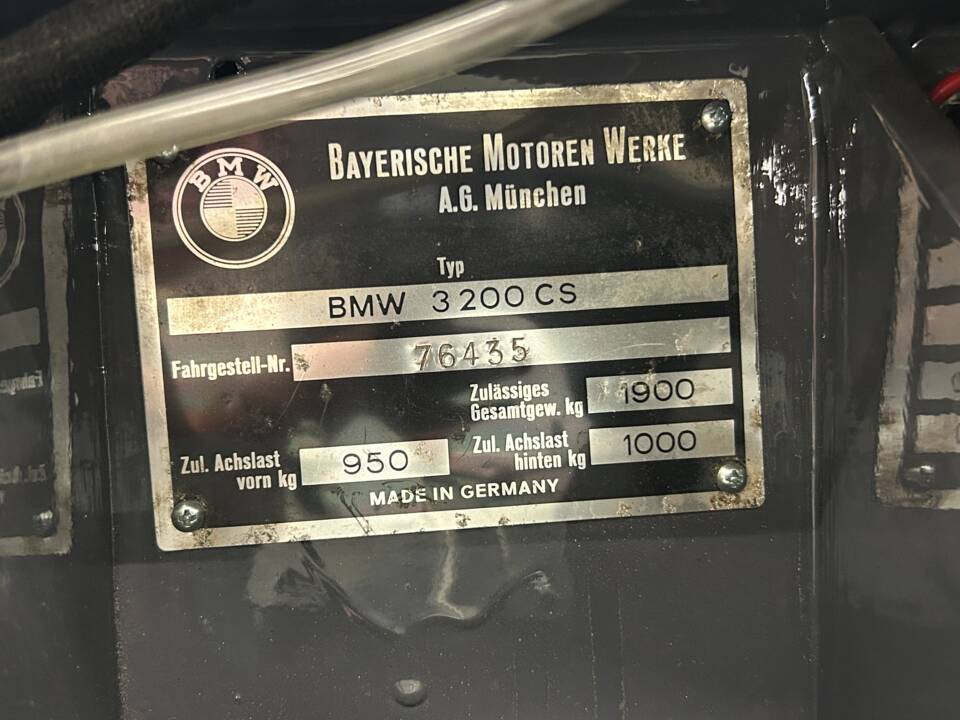 BMW
BAYERISCHE MOTOREN WERKE
A.G. München
Typ
BMW 3200 CS
Fahrgestell-Nr. 76435
Zulässiges
Gesamtgew. kg 1900
Zul. Achslast
vorn kg 950
Zul. Achslast
hinten kg 1000
MADE IN GERMANY